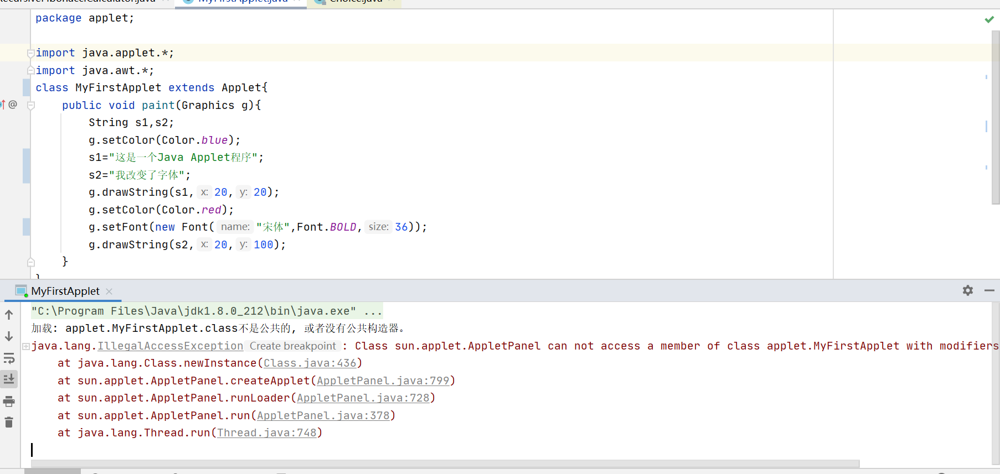 MyFirstApplet.java
Choice.java
package applet;
import java.applet.*;
import java.awt.*;
class MyFirstApplet extends Applet{
@
public void paint(Graphics g){
String s1,s2;
g.setColor(Color.blue);
s1="这是一个Java Applet程序";
s2="我改变了字体";
g.drawString(s1, x: 20, y: 20);
g.setColor(Color.red);
g.setFont(new Font( name: "宋体",Font.BOLD, size: 36));
g.drawString(s2, x: 20, y: 100);
}
}
MyFirstApplet
"C:\Program Files\Java\jdk1.8.0_212\bin\java.exe" ...
加载: applet.MyFirstApplet.class不是公共的, 或者没有公共构造器。
java.lang.IllegalAccessException Create breakpoint : Class sun.applet.AppletPanel can not access a member of class applet.MyFirstApplet with modifiers
at java.lang.Class.newInstance(Class.java:436)
at sun.applet.AppletPanel.createApplet(AppletPanel.java:799)
at sun.applet.AppletPanel.runLoader(AppletPanel.java:728)
at sun.applet.AppletPanel.run(AppletPanel.java:378)
at java.lang.Thread.run(Thread.java:748)